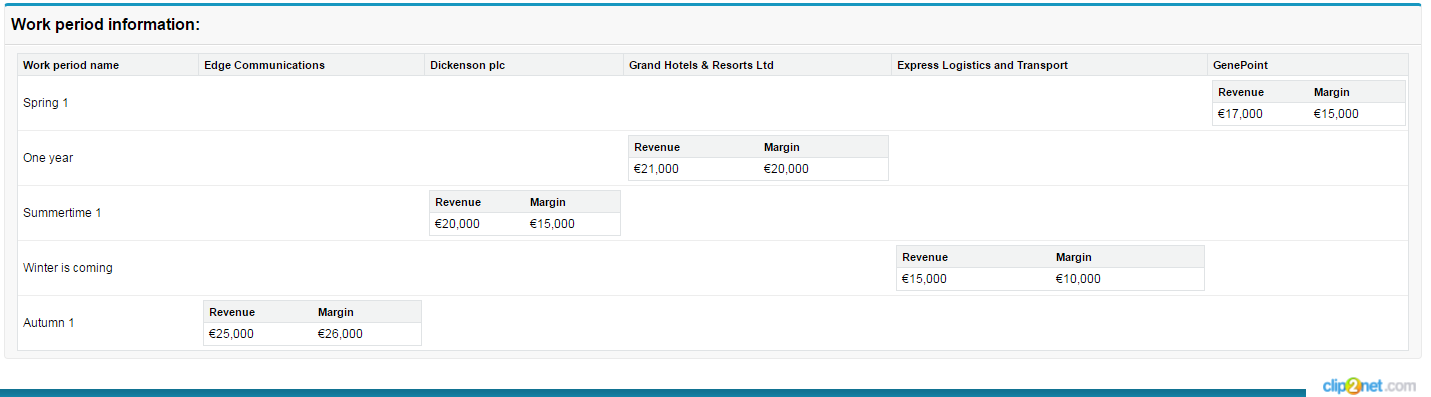 Work period information:
Work period name Edge Communications Dickenson plc Grand Hotels & Resorts Ltd Express Logistics and Transport GenePoint
Revenue Margin
Spring 1
€17,000 €15,000
Revenue Margin
One year
€21,000 €20,000
Revenue Margin
Summertime 1
€20,000 €15,000
Revenue Margin
Winter is coming
€15,000 €10,000
Revenue Margin
Autumn 1
€25,000 €26,000
clip2net.com